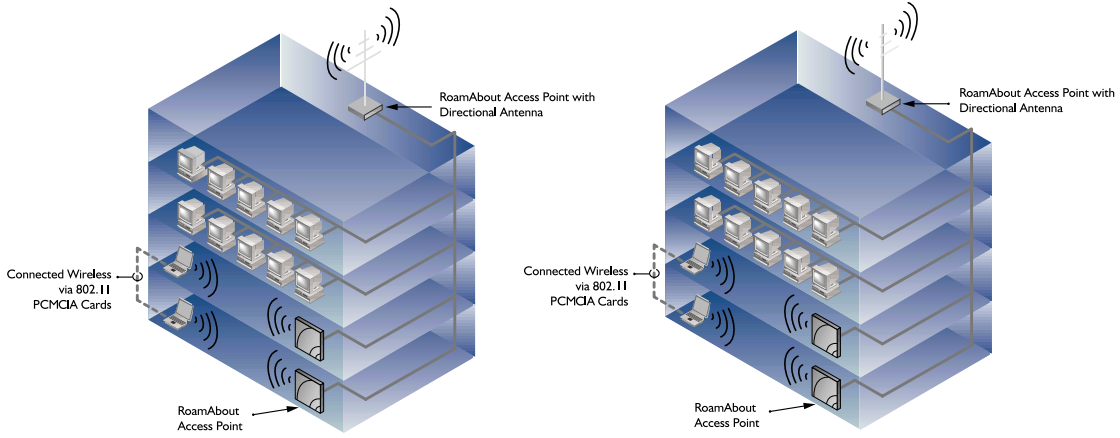 RoamAbout Access Point with
Directional Antenna
Connected Wireless
via 802.11
PCMCIA Cards
RoamAbout
Access Point
RoamAbout Access Point with
Directional Antenna
Connected Wireless
via 802.11
PCMCIA Cards
RoamAbout
Access Point